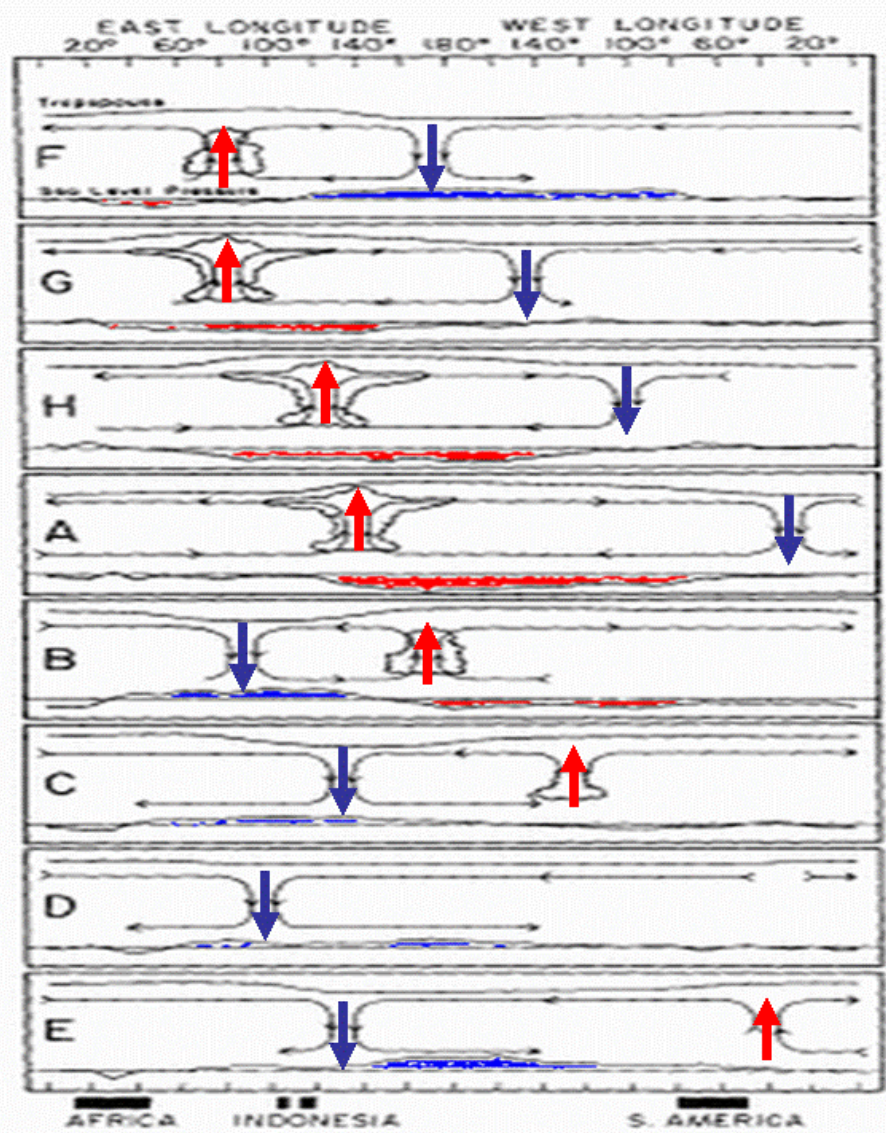 EAST LONGITUDE WEST LONGITUDE
20° 60° 100° 140° 180° 140° 100° 60° 20°
Tropopause
F
Sea Level Pressure
G
H
A
B
C
D
E
AFRICA INDONESIA S. AMERICA